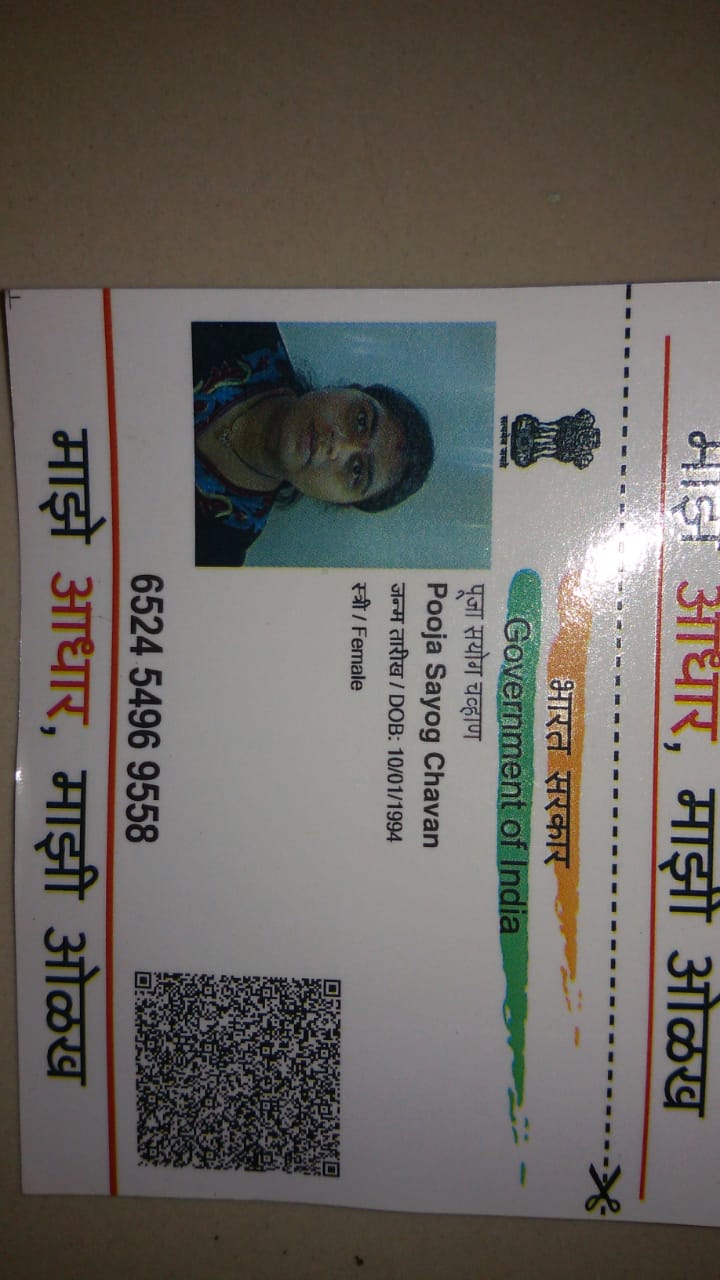 माझे आधार, माझी ओळख
भारत सरकार
Government of India
सत्यमेव जयते
पूजा सयोग चव्हाण
Pooja Sayog Chavan
जन्म तारीख / DOB: 10/01/1994
स्त्री / Female
6524 5496 9558
माझे आधार, माझी ओळख